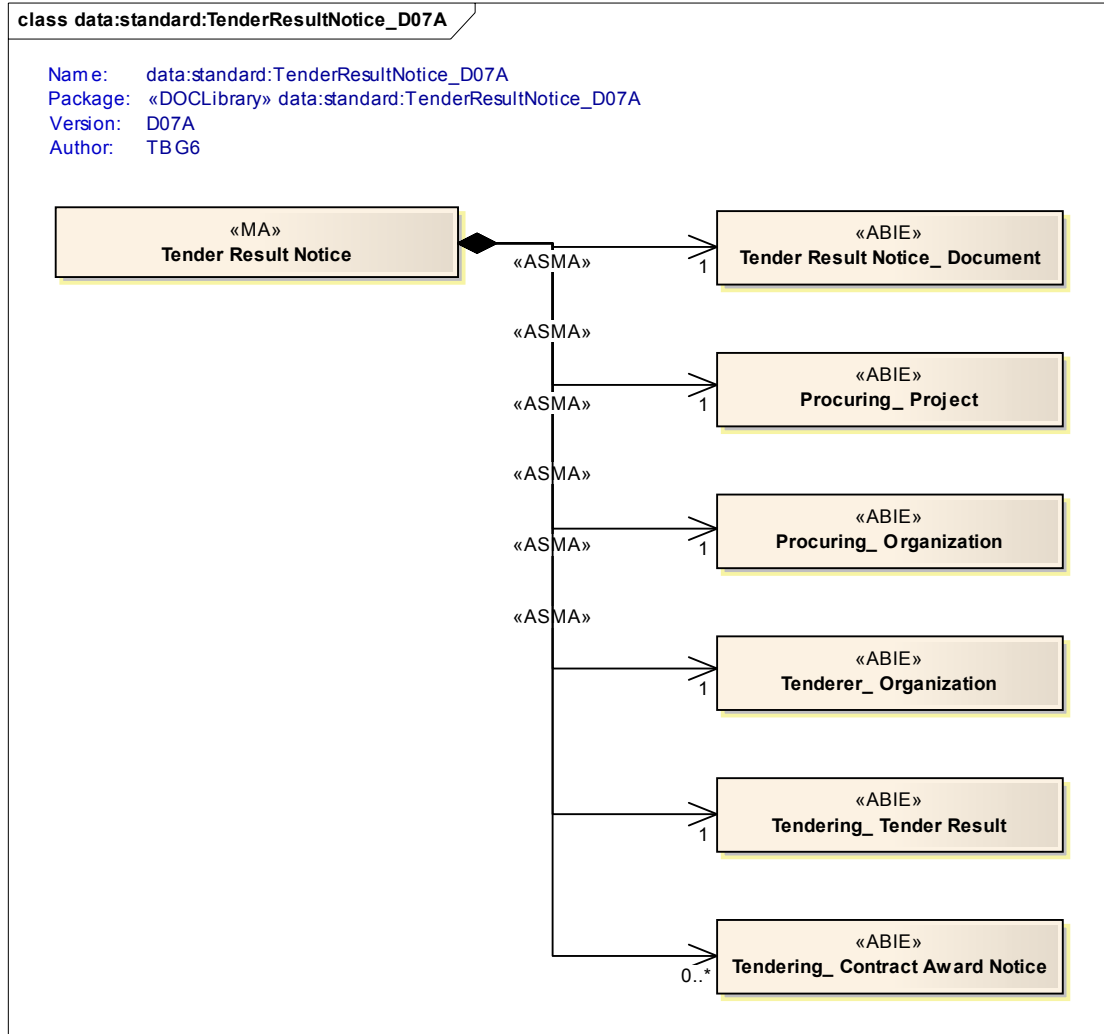 class data:standard:TenderResultNotice_D07A
Name: data:standard:TenderResultNotice_D07A
Package: «DOCLibrary» data:standard:TenderResultNotice_D07A
Version: D07A
Author: TBG6
«MA»
Tender Result Notice
«ABIE»
Tender Result Notice_ Document
«ASMA»
1
«ASMA»
«ABIE»
Procuring_ Project
1
«ASMA»
«ASMA»
«ABIE»
Procuring_ Organization
1
«ASMA»
«ASMA»
«ABIE»
Tenderer_ Organization
1
«ABIE»
Tendering_ Tender Result
1
«ABIE»
Tendering_ Contract Award Notice
0..*